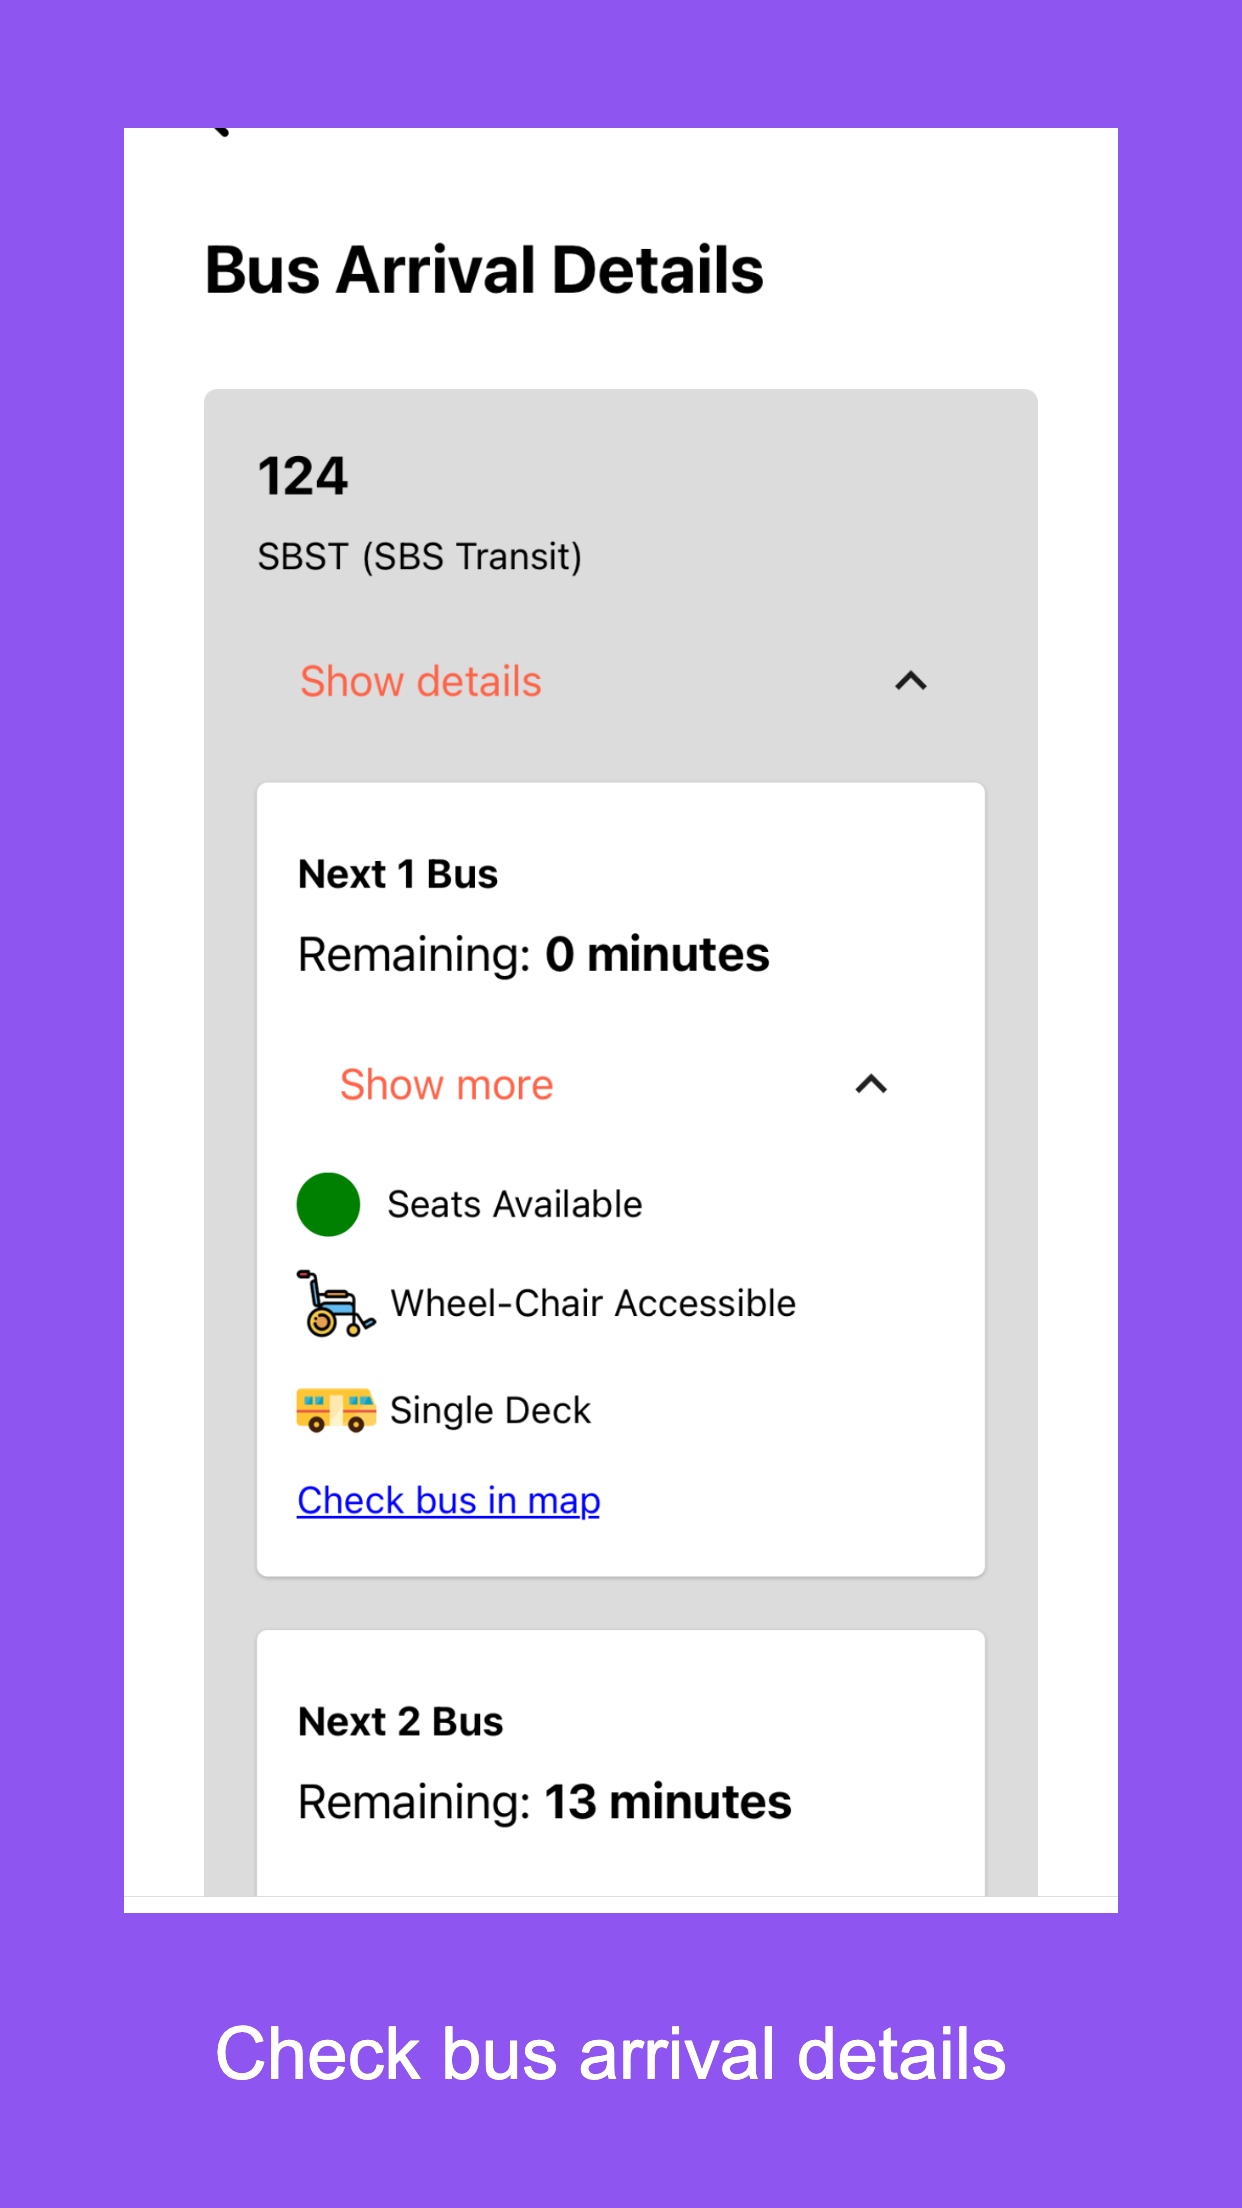 Bus Arrival Details
124
SBST (SBS Transit)
Show details
Next 1 Bus
Remaining: 0 minutes
Show more
Seats Available
Wheel-Chair Accessible
Single Deck
Check bus in map
Next 2 Bus
Remaining: 13 minutes
Check bus arrival details